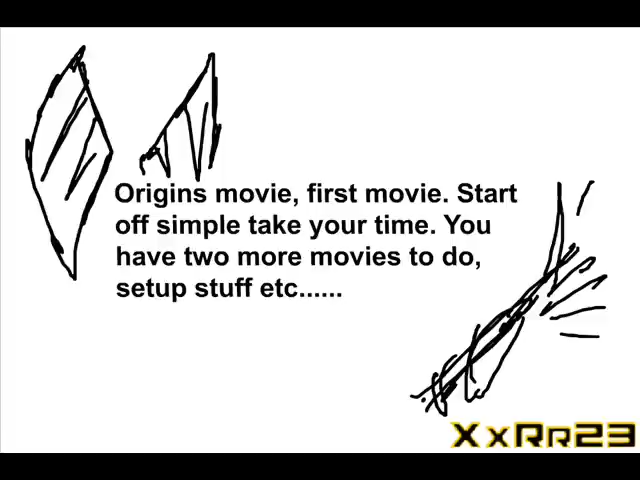 Origins movie, first movie. Start
off simple take your time. You
have two more movies to do,
setup stuff etc......
XxRr23